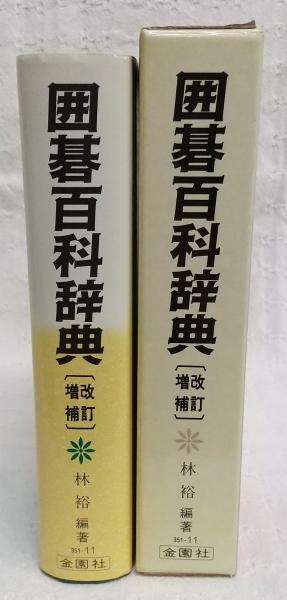 囲碁百科辞典
〔改訂増補〕
林裕 編著
351-11
金園社
囲碁百科辞典
〔改訂増補〕
林裕 編著
351-11
金園社